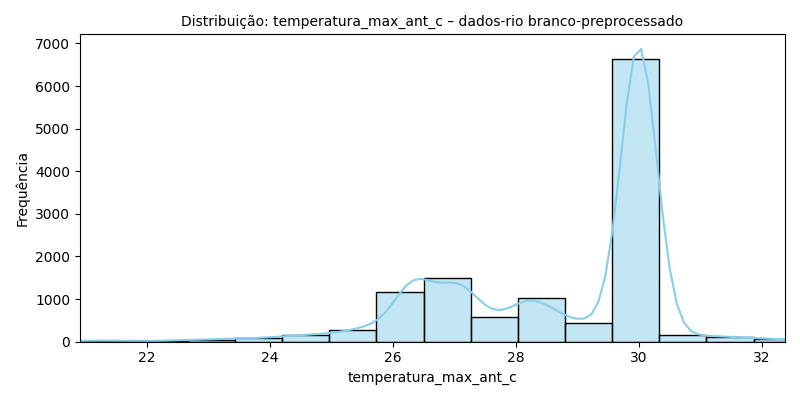 Distribuição: temperatura_max_ant_c – dados-rio branco-preprocessado
7000
6000
5000
4000
3000
2000
1000
0
Frequência
22 24 26 28 30 32
temperatura_max_ant_c